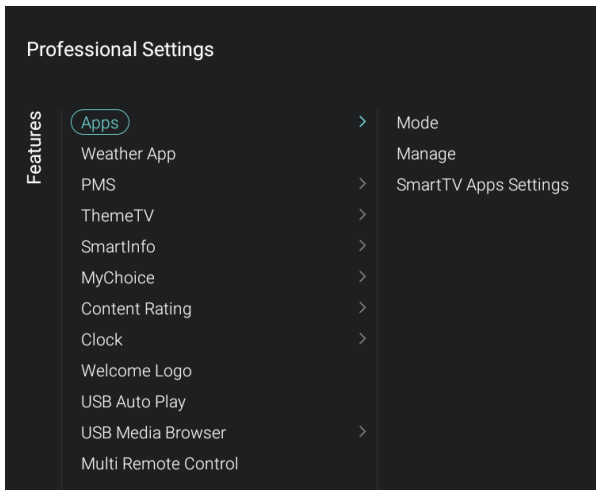 Professional Settings
Features
Apps
Weather App
PMS
ThemeTV
SmartInfo
MyChoice
Content Rating
Clock
Welcome Logo
USB Auto Play
USB Media Browser
Multi Remote Control
Mode
Manage
SmartTV Apps Settings